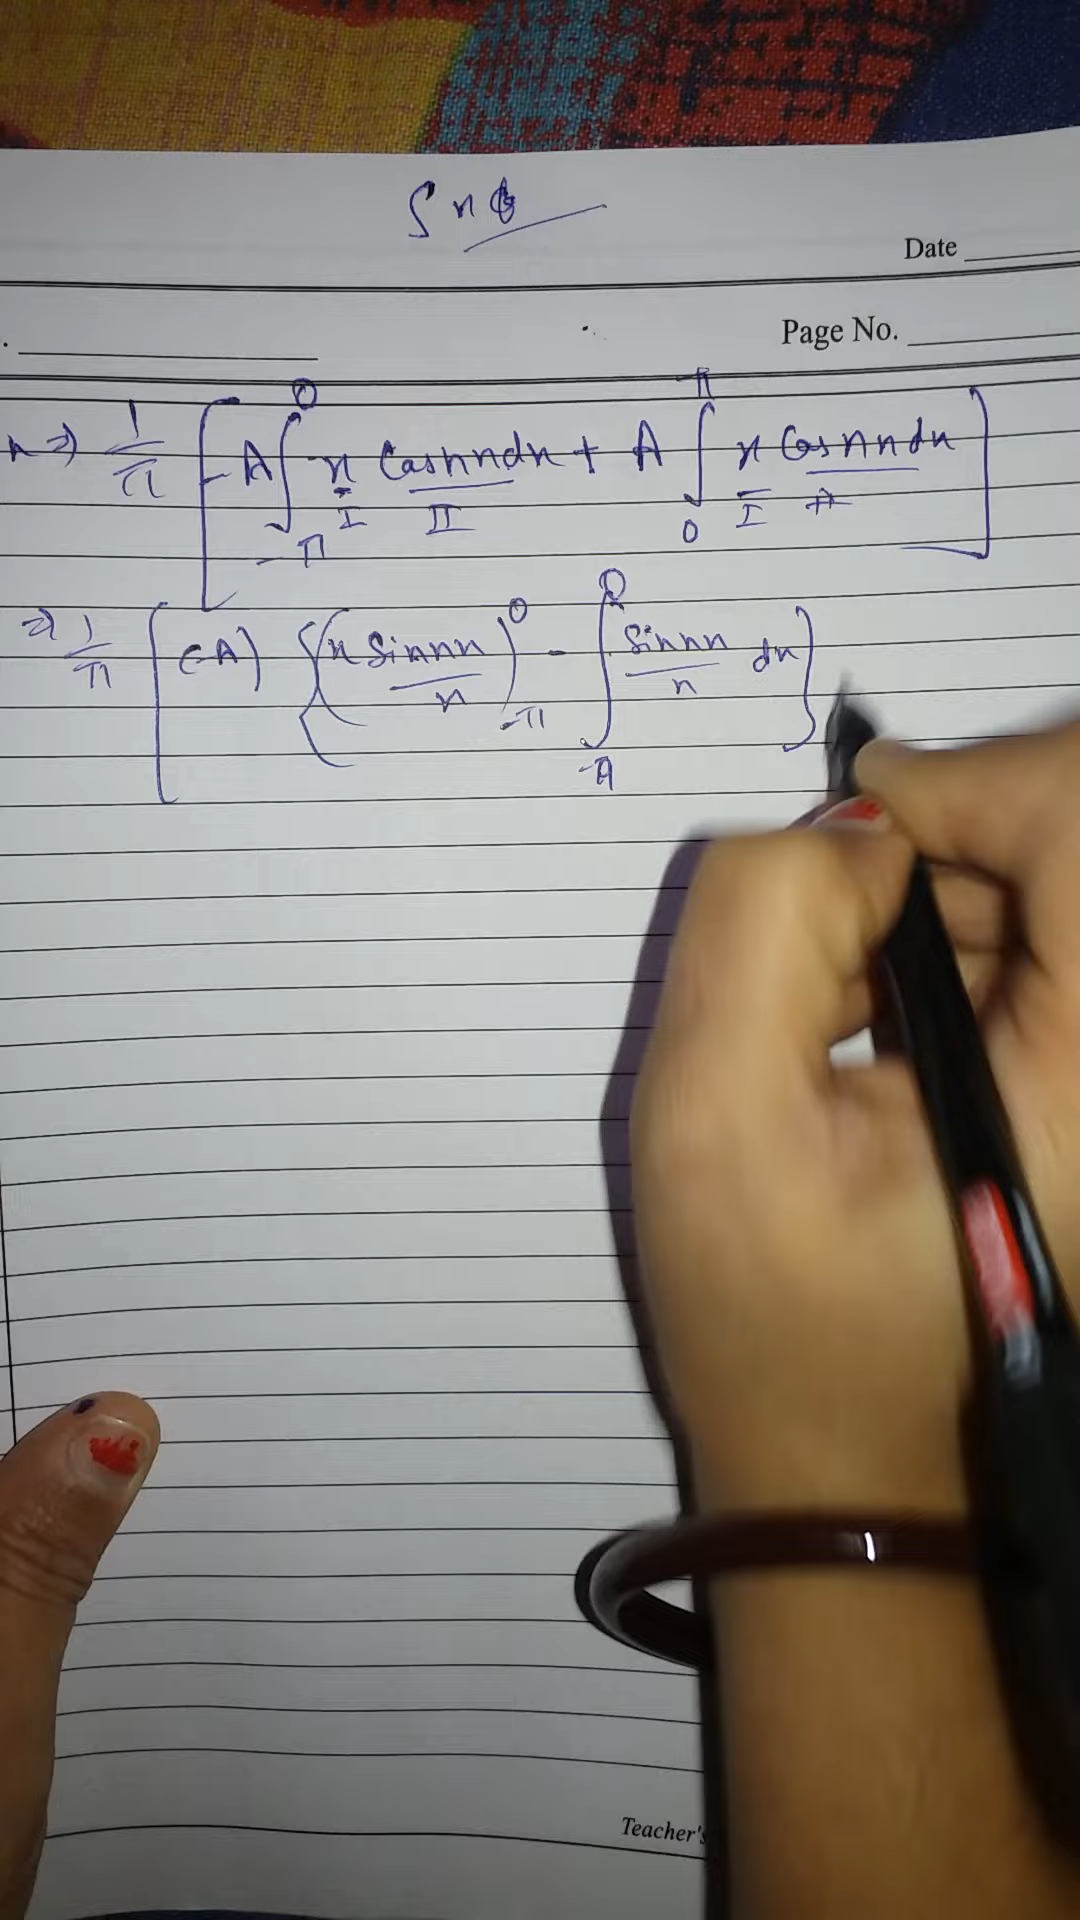 ∫ x
Date
Page No.
⇒ 1/π [ -A ∫_{-π}^{0} x Cos nx dx + A ∫_{0}^{π} x Cos nx dx ]
I II I
⇒ 1/π [ (-A) { ( x Sin nx / n )_{-π}^{0} - ∫_{-π}^{0} Sin nx / n dx }
Teacher's